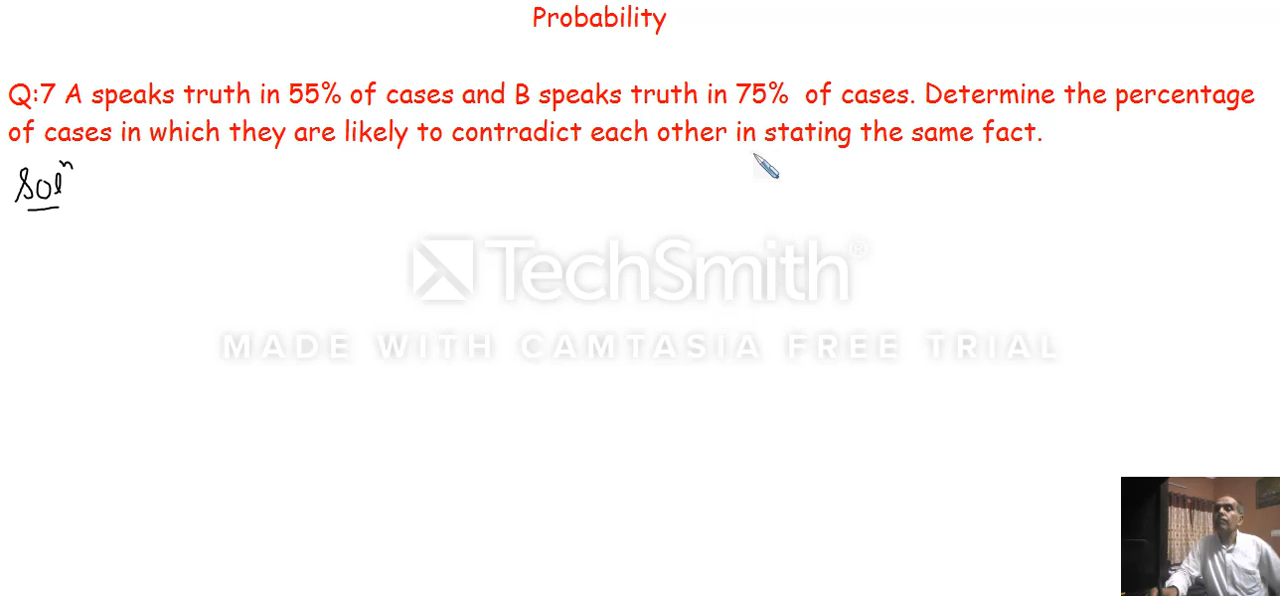 Probability
Q:7 A speaks truth in 55% of cases and B speaks truth in 75% of cases. Determine the percentage
of cases in which they are likely to contradict each other in stating the same fact.
Solⁿ
TechSmith®
MADE WITH CAMTASIA FREE TRIAL